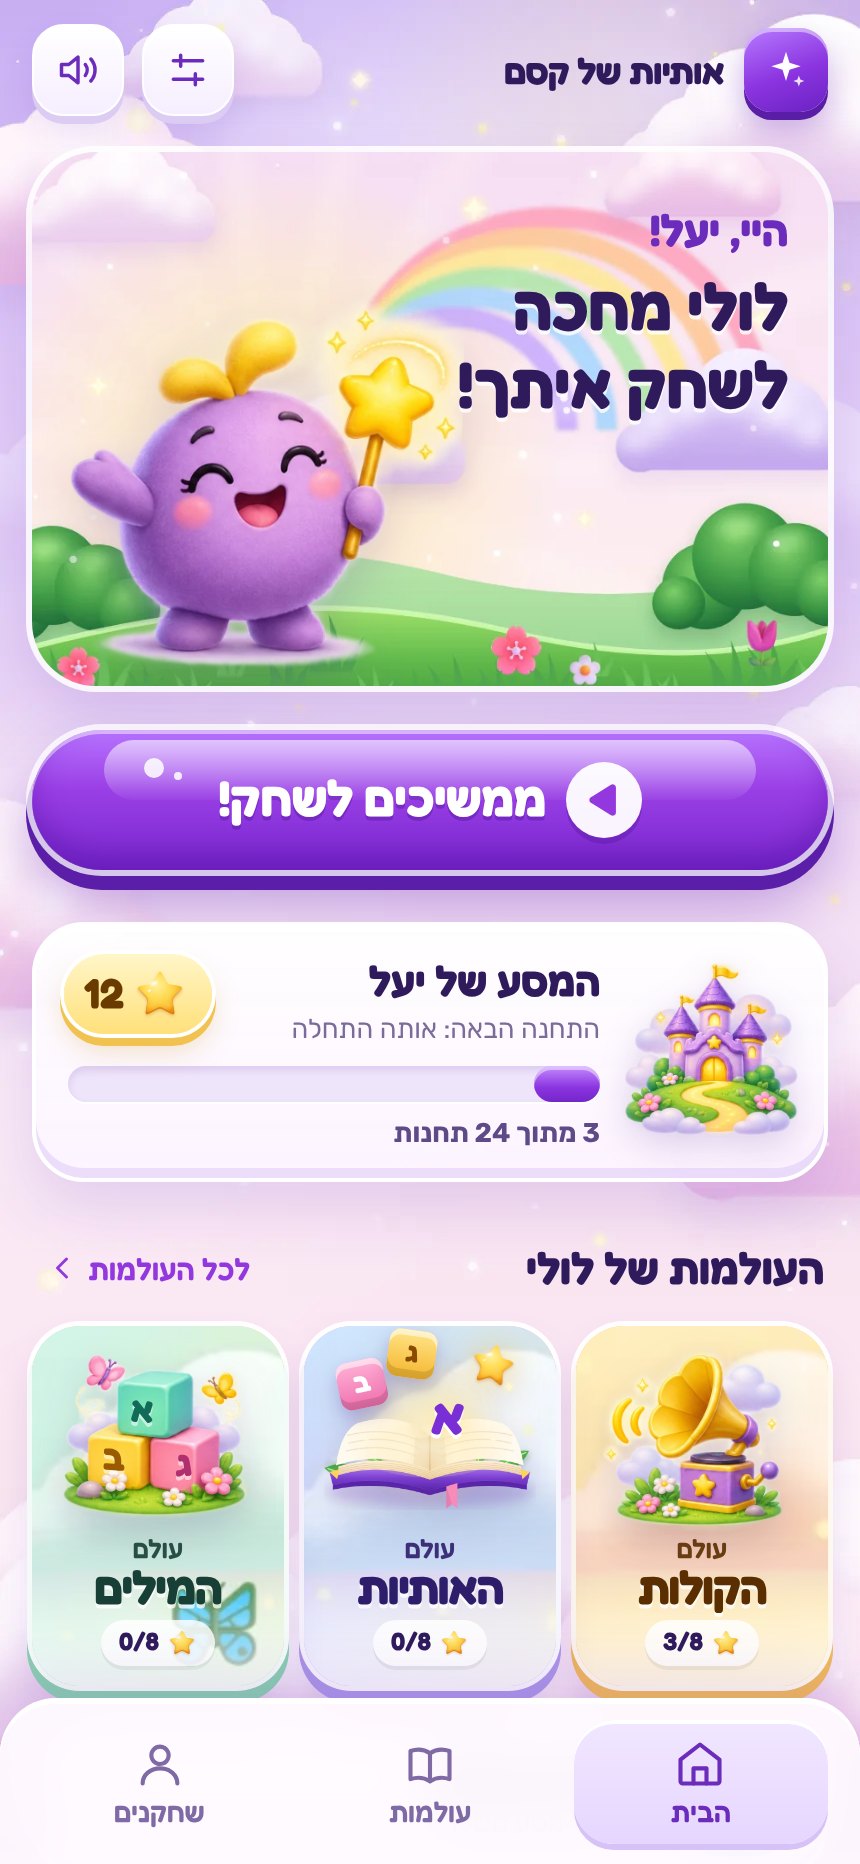 אותיות של קסם
היי, יעל!
לולי מחכה
לשחק איתך!
ממשיכים לשחק!
המסע של יעל
12
התחנה הבאה: אותה התחלה
3 מתוך 24 תחנות
העולמות של לולי
לכל העולמות
עולם
הקולות
3/8
ב
ג
א
עולם
האותיות
0/8
א
ב
ג
עולם
המילים
0/8
הבית
עולמות
שחקנים